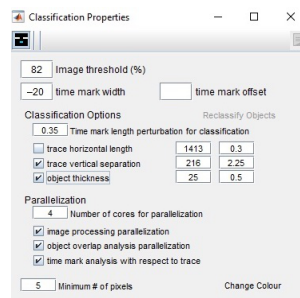 Classification Properties
82 Image threshold (%)
–20 time mark width time mark offset
Classification Options Reclassify Objects
0.35 Time mark length perturbation for classification
trace horizontal length 1413 0.3
trace vertical separation 216 2.25
object thickness 25 0.5
Parallelization
4 Number of cores for parallelization
image processing parallelization
object overlap analysis parallelization
time mark analysis with respect to trace
5 Minimum # of pixels Change Colour